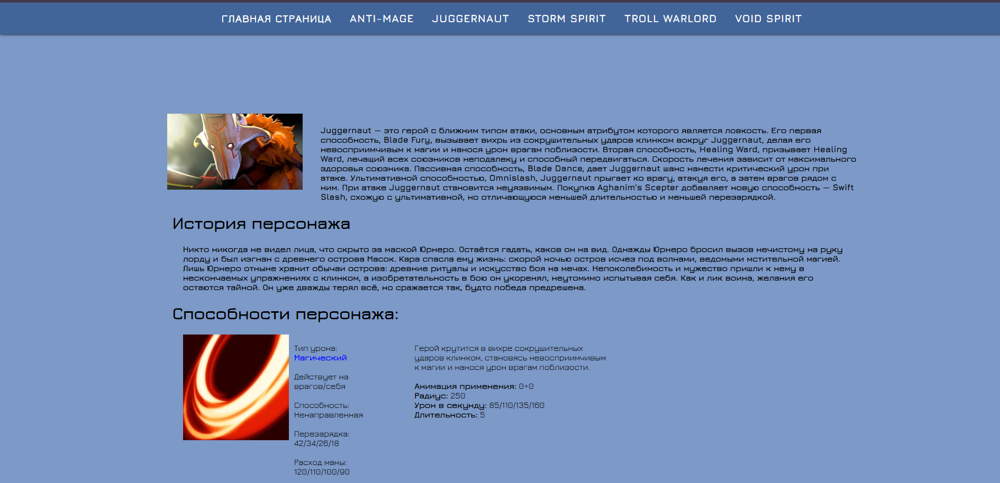 ГЛАВНАЯ СТРАНИЦА ANTI-MAGE JUGGERNAUT STORM SPIRIT TROLL WARLORD VOID SPIRIT
Juggernaut — это герой с ближним типом атаки, основным атрибутом которого является ловкость. Его первая
способность, Blade Fury, вызывает вихрь из сокрушительных ударов клинком вокруг Juggernaut, делая его
невосприимчивым к магии и нанося урон врагам поблизости. Вторая способность, Healing Ward, призывает Healing
Ward, лечащий всех союзников неподалеку и способный передвигаться. Скорость лечения зависит от максимального
здоровья союзника. Пассивная способность, Blade Dance, дает Juggernaut шанс нанести критический урон при
атаке. Ультимативной способностью, Omnislash, Juggernaut прыгает ко врагу, атакуя его, а затем врагов рядом с
ним. При атаке Juggernaut становится неуязвимым. Покупка Aghanim's Scepter добавляет новую способность — Swift
Slash, схожую с ультимативной, но отличающуюся меньшей длительностью и меньшей перезарядкой.
История персонажа
Никто никогда не видел лица, что скрыто за маской Юрнеро. Остаётся гадать, каков он на вид. Однажды Юрнеро бросил вызов нечистому на руку
лорду и был изгнан с древнего острова Масок. Кара спасла ему жизнь: скорой ночью остров исчез под волнами, ведомыми мстительной магией.
Лишь Юрнеро отныне хранит обычаи острова: древние ритуалы и искусство боя на мечах. Непоколебимость и мужество пришли к нему в
нескончаемых упражнениях с клинком, а изобретательность в бою он укоренял, неутомимо испытывая себя. Как и лик воина, желания его
остаются тайной. Он уже дважды терял всё, но сражается так, будто победа предрешена.
Способности персонажа:
Тип урона:
Магический
Действует на
врагов/себя
Способность:
Ненаправленная
Перезарядка:
42/34/26/18
Расход маны:
120/110/100/90
Герой крутится в вихре сокрушительных
ударов клинком, становясь невосприимчивым
к магии и нанося урон врагам поблизости.
Анимация применения: 0+0
Радиус: 250
Урон в секунду: 85/110/135/160
Длительность: 5